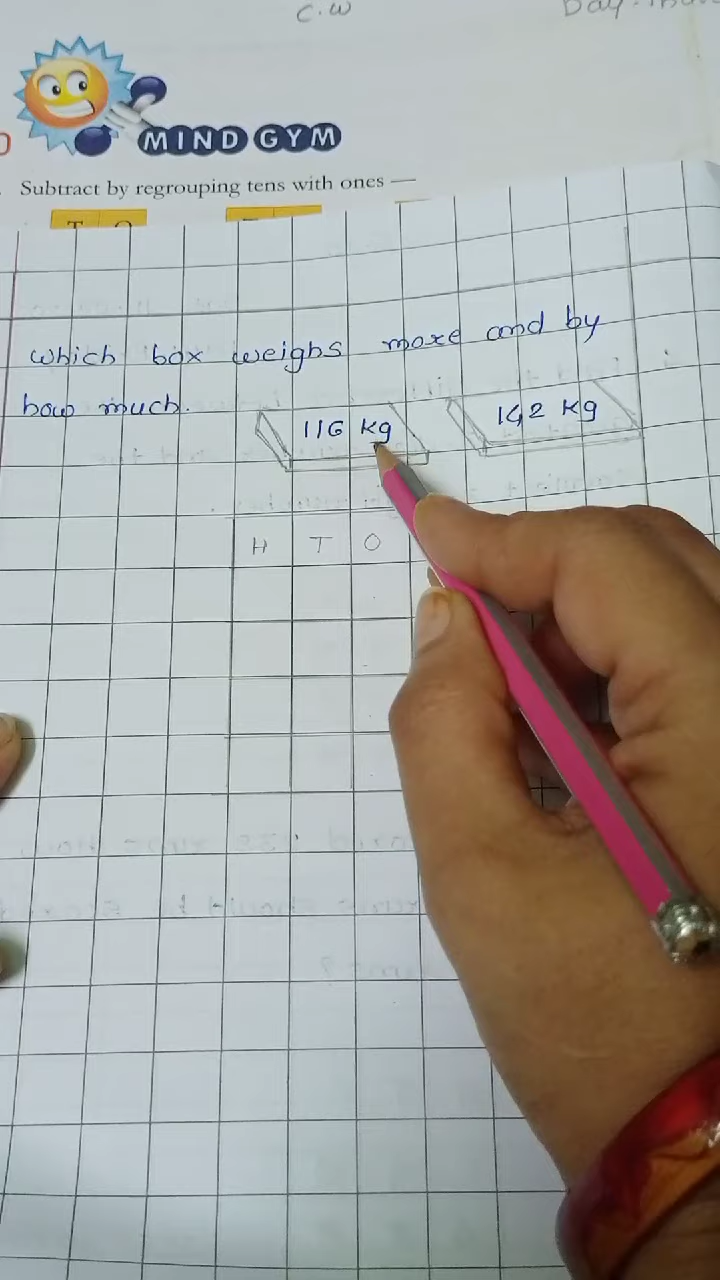 C.W
MIND GYM
Subtract by regrouping tens with ones —
which box weighs more and by
how much.
116 kg 142 kg
H T O